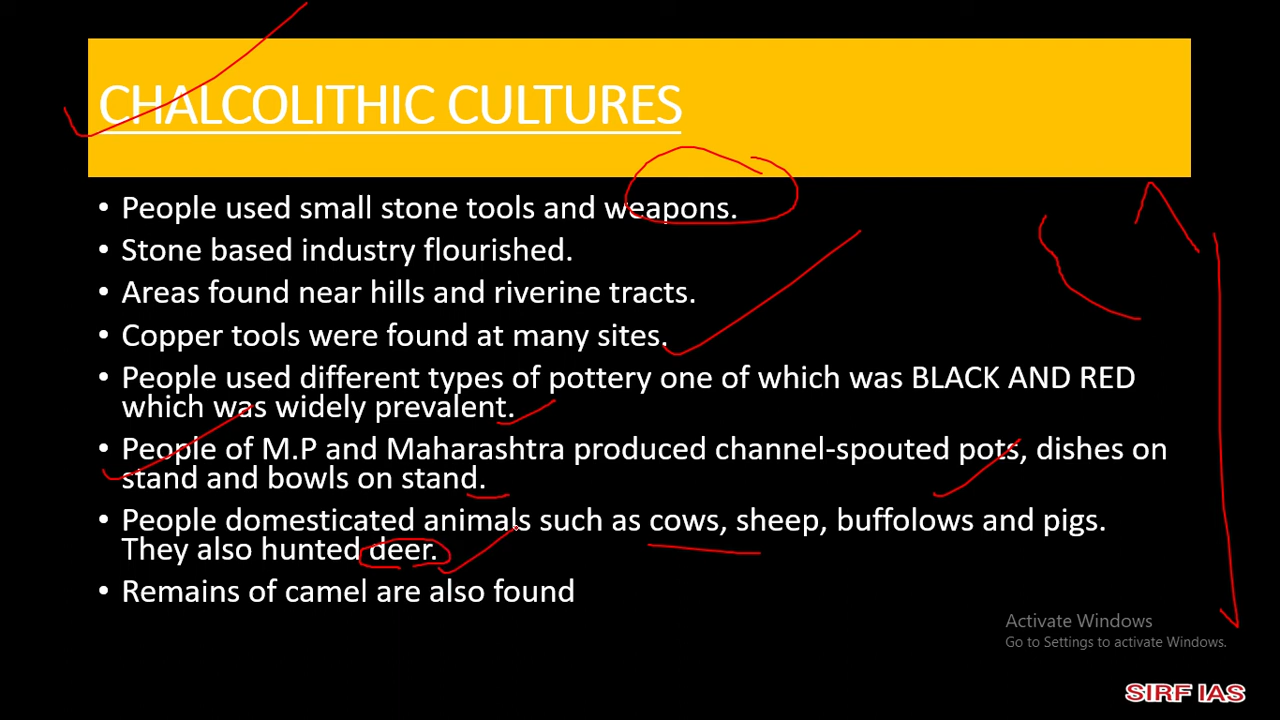 CHALCOLITHIC CULTURES
• People used small stone tools and weapons.
• Stone based industry flourished.
• Areas found near hills and riverine tracts.
• Copper tools were found at many sites.
• People used different types of pottery one of which was BLACK AND RED
which was widely prevalent.
• People of M.P and Maharashtra produced channel-spouted pots, dishes on
stand and bowls on stand.
• People domesticated animals such as cows, sheep, buffolows and pigs.
They also hunted deer.
• Remains of camel are also found
Activate Windows
Go to Settings to activate Windows.
SIRF IAS